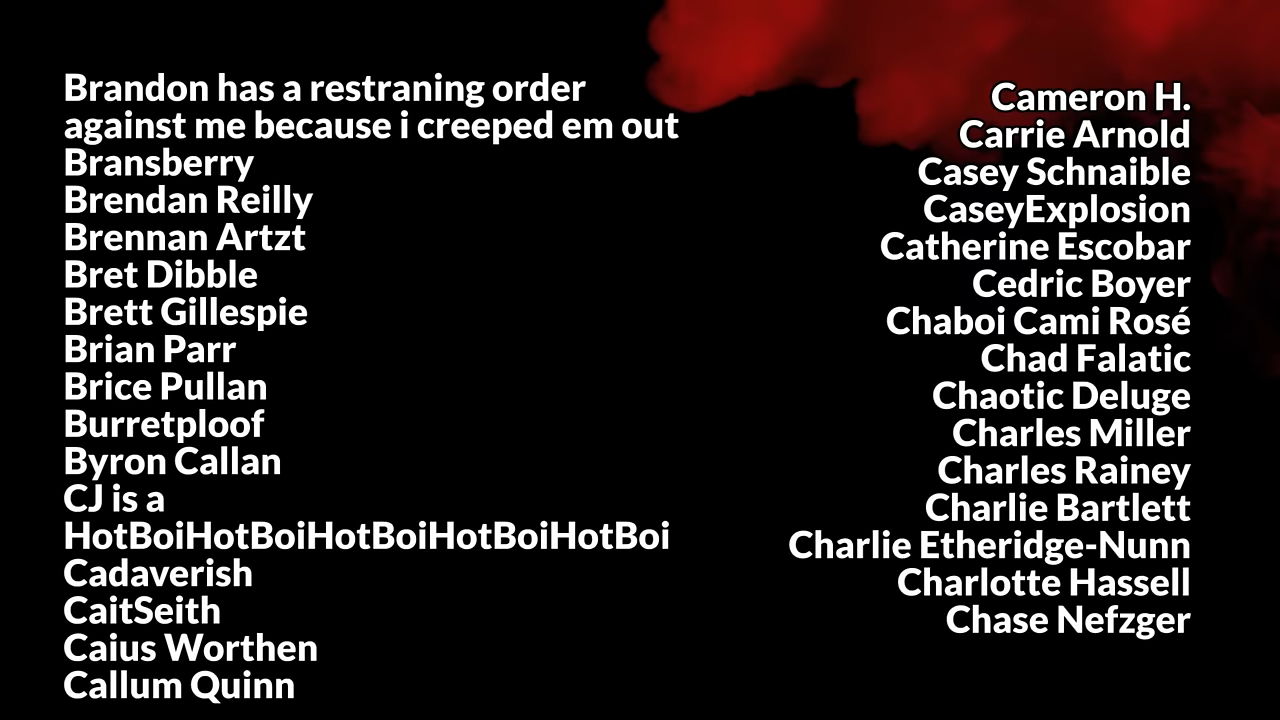 Brandon has a restraning order
against me because i creeped em out
Bransberry
Brendan Reilly
Brennan Artzt
Bret Dibble
Brett Gillespie
Brian Parr
Brice Pullan
Burretploof
Byron Callan
CJ is a
HotBoiHotBoiHotBoiHotBoiHotBoi
Cadaverish
CaitSeith
Caius Worthen
Callum Quinn
Cameron H.
Carrie Arnold
Casey Schnaible
CaseyExplosion
Catherine Escobar
Cedric Boyer
Chaboi Cami Rosé
Chad Falatic
Chaotic Deluge
Charles Miller
Charles Rainey
Charlie Bartlett
Charlie Etheridge-Nunn
Charlotte Hassell
Chase Nefzger